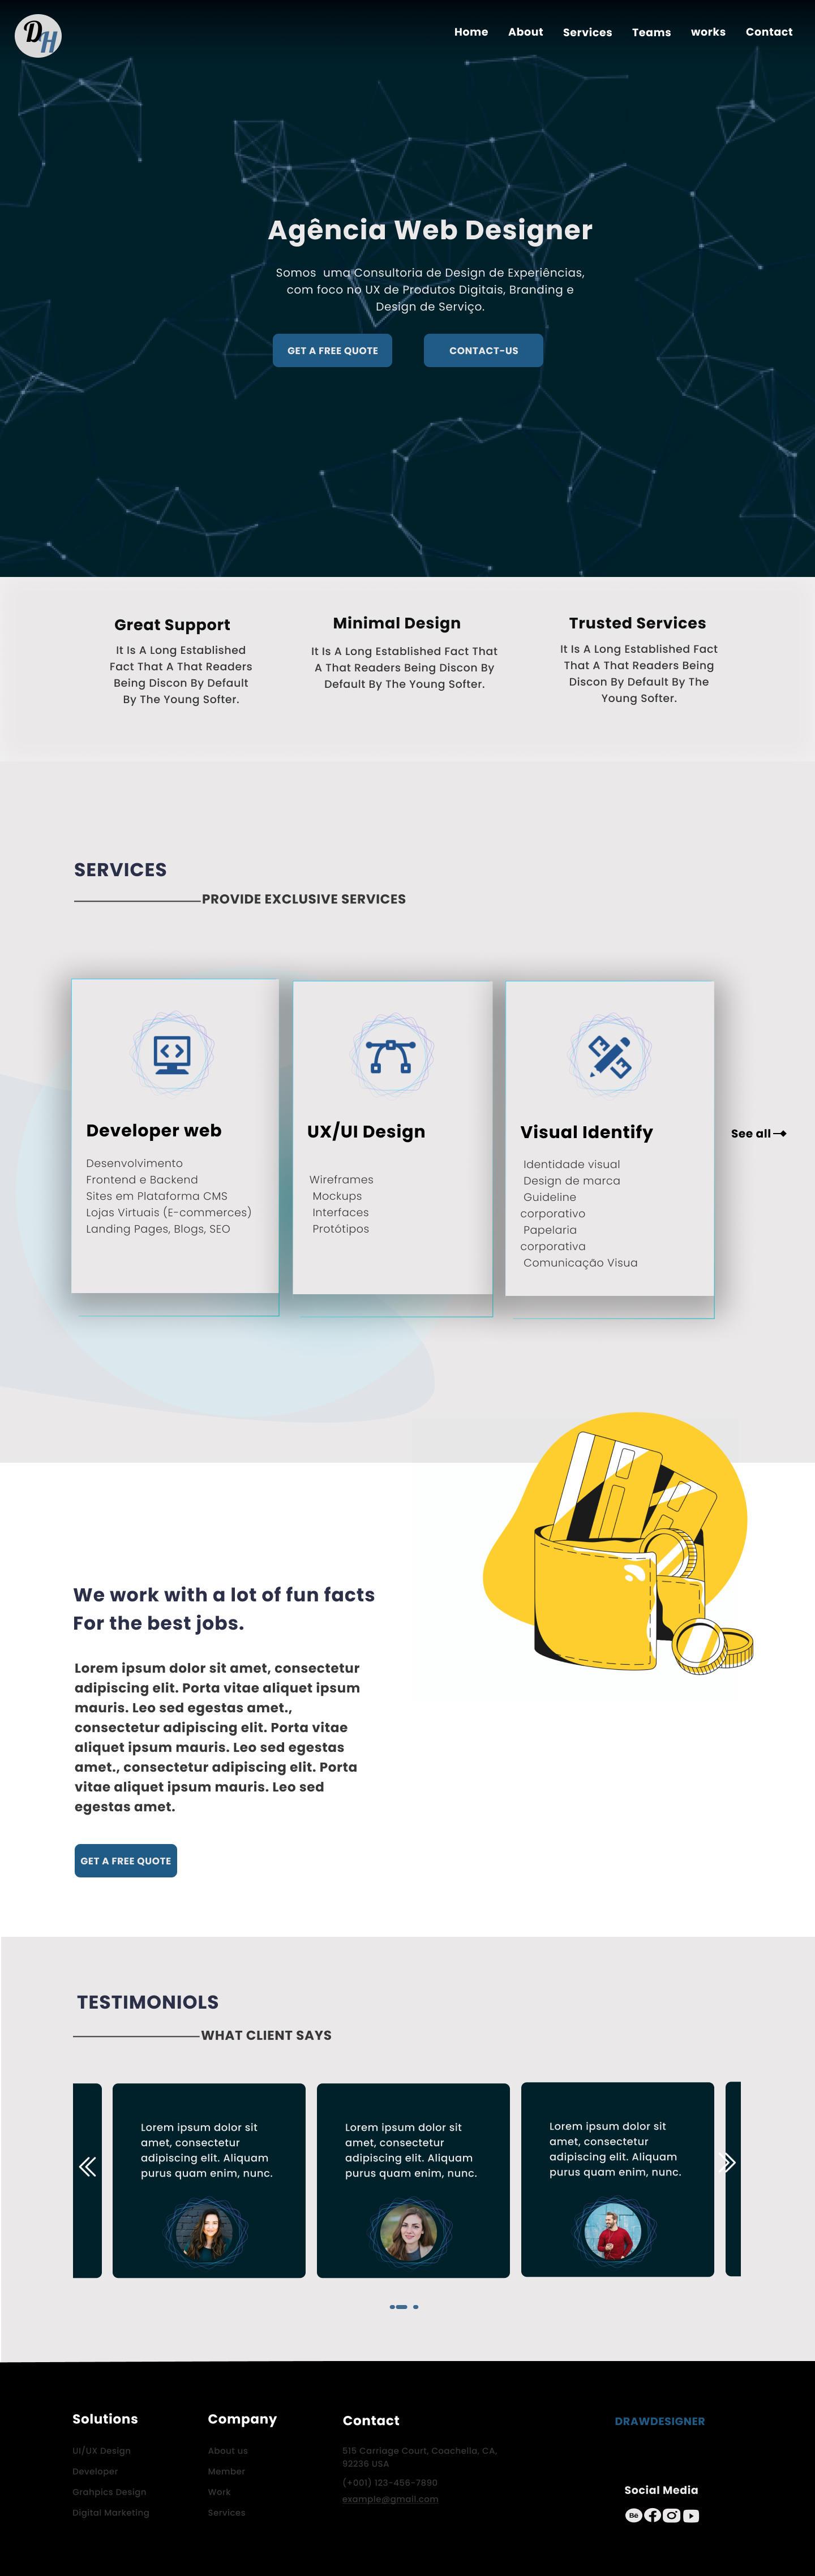 DH
Home About Services Teams works Contact
Agência Web Designer
Somos uma Consultoria de Design de Experiências,
com foco no UX de Produtos Digitais, Branding e
Design de Serviço.
GET A FREE QUOTE
CONTACT-US
Great Support
It Is A Long Established
Fact That A That Readers
Being Discon By Default
By The Young Softer.
Minimal Design
It Is A Long Established Fact That
A That Readers Being Discon By
Default By The Young Softer.
Trusted Services
It Is A Long Established Fact
That A That Readers Being
Discon By Default By The
Young Softer.
SERVICES
PROVIDE EXCLUSIVE SERVICES
Developer web
Desenvolvimento
Frontend e Backend
Sites em Plataforma CMS
Lojas Virtuais (E-commerces)
Landing Pages, Blogs, SEO
UX/UI Design
Wireframes
Mockups
Interfaces
Protótipos
Visual Identify
Identidade visual
Design de marca
Guideline
corporativo
Papelaria
corporativa
Comunicação Visua
See all
We work with a lot of fun facts
For the best jobs.
Lorem ipsum dolor sit amet, consectetur
adipiscing elit. Porta vitae aliquet ipsum
mauris. Leo sed egestas amet.,
consectetur adipiscing elit. Porta vitae
aliquet ipsum mauris. Leo sed egestas
amet., consectetur adipiscing elit. Porta
vitae aliquet ipsum mauris. Leo sed
egestas amet.
GET A FREE QUOTE
TESTIMONIOLS
WHAT CLIENT SAYS
Lorem ipsum dolor sit
amet, consectetur
adipiscing elit. Aliquam
purus quam enim, nunc.
Lorem ipsum dolor sit
amet, consectetur
adipiscing elit. Aliquam
purus quam enim, nunc.
Lorem ipsum dolor sit
amet, consectetur
adipiscing elit. Aliquam
purus quam enim, nunc.
Solutions
UI/UX Design
Developer
Grahpics Design
Digital Marketing
Company
About us
Member
Work
Services
Contact
515 Carriage Court, Coachella, CA,
92236 USA
(+001) 123-456-7890
example@gmail.com
DRAWDESIGNER
Social Media
Bē